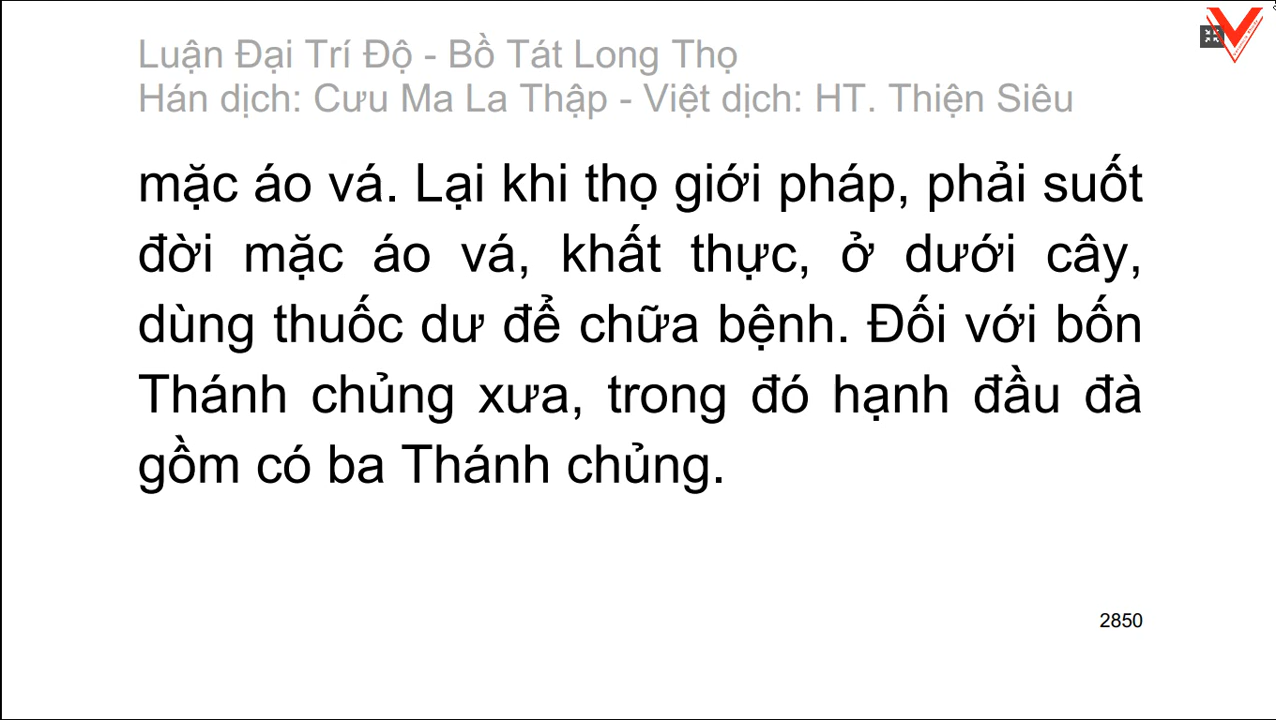 Luận Đại Trí Độ - Bồ Tát Long Thọ
Hán dịch: Cưu Ma La Thập - Việt dịch: HT. Thiện Siêu
mặc áo vá. Lại khi thọ giới pháp, phải suốt
đời mặc áo vá, khất thực, ở dưới cây,
dùng thuốc dư để chữa bệnh. Đối với bốn
Thánh chủng xưa, trong đó hạnh đầu đà
gồm có ba Thánh chủng.
2850